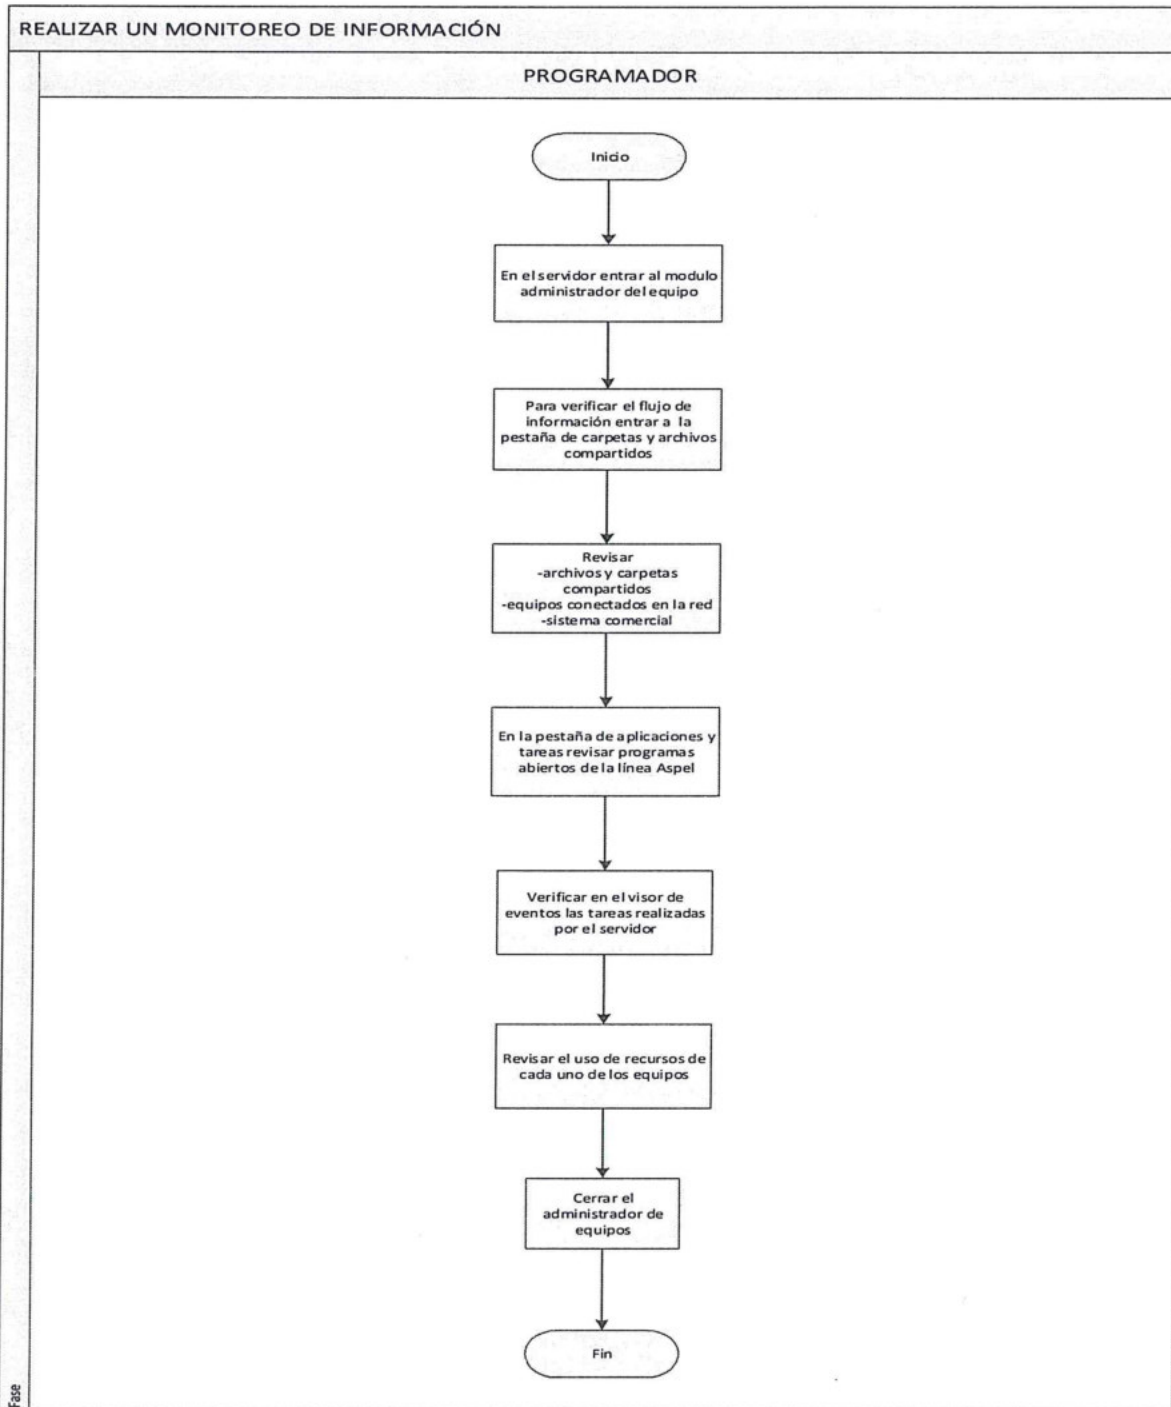 REALIZAR UN MONITOREO DE INFORMACIÓN
PROGRAMADOR
Inicio
En el servidor entrar al modulo
administrador del equipo
Para verificar el flujo de
información entrar a la
pestaña de carpetas y archivos
compartidos
Revisar
-archivos y carpetas
compartidos
-equipos conectados en la red
-sistema comercial
En la pestaña de aplicaciones y
tareas revisar programas
abiertos de la línea Aspel
Verificar en el visor de
eventos las tareas realizadas
por el servidor
Revisar el uso de recursos de
cada uno de los equipos
Cerrar el
administrador de
equipos
Fin
Fase